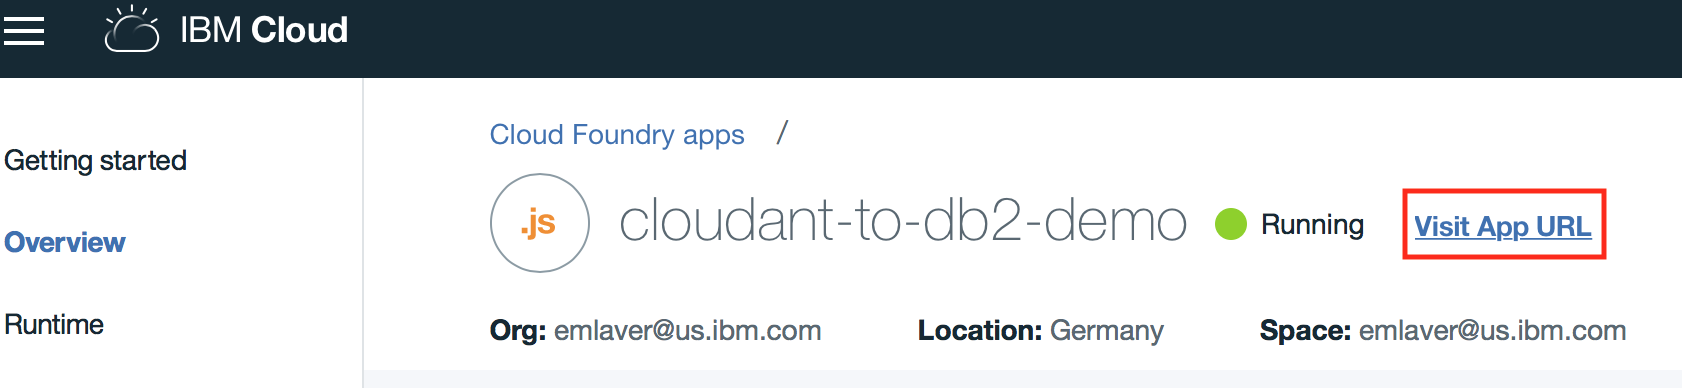 IBM Cloud
Getting started
Overview
Runtime
Cloud Foundry apps /
.js
cloudant-to-db2-demo Running Visit App URL
Org: emlaver@us.ibm.com Location: Germany Space: emlaver@us.ibm.com